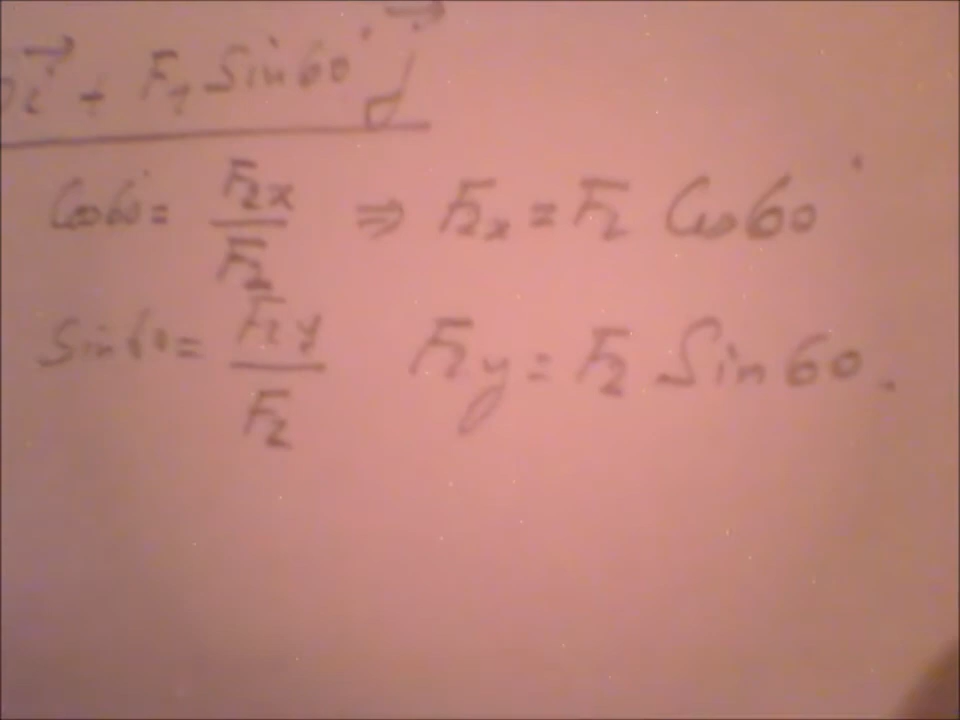 i⃗ + F₁ Sin60° j⃗
Cos60° = F₂x / F₂ ⇒ F₂x = F₂ Cos60°
Sin60 = F₂y / F₂ F₂y = F₂ Sin60.